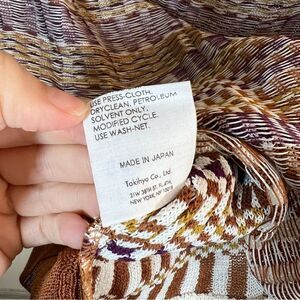 USE PRESS-CLOTH.
DRYCLEAN, PETROLEUM
SOLVENT ONLY.
MODIFIED CYCLE.
USE WASH-NET.
MADE IN JAPAN
Takihyo Co., Ltd
NEW YORK, NY 10018